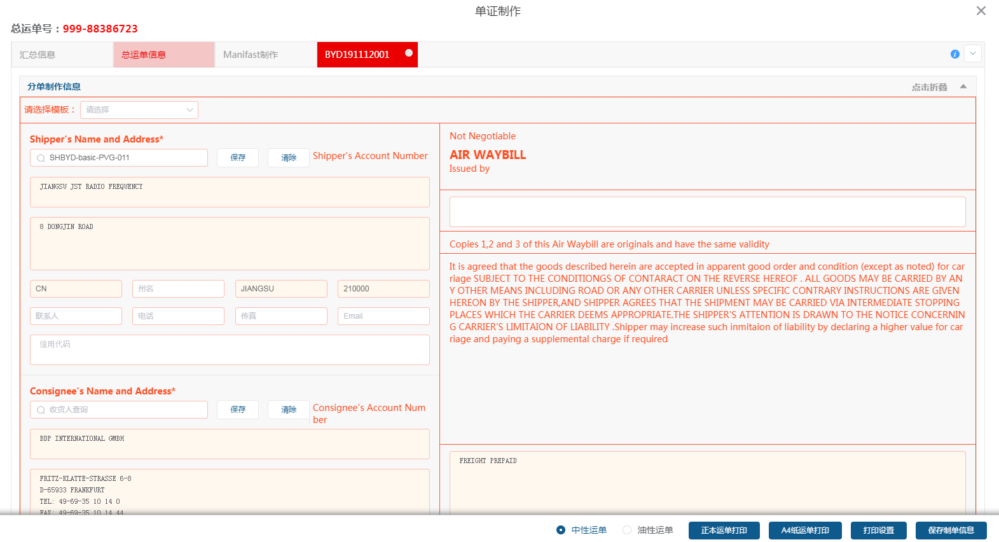 单证制作
总运单号：999-88386723
汇总信息
总运单信息
Manifast制作
BYD191112001
分单制作信息
点击折叠
请选择模板：
请选择
Shipper's Name and Address*
SHBYD-basic-PVG-011
保存
清除
Shipper's Account Number
JIANGSU JST RADIO FREQUENCY
8 DONGJIN ROAD
CN
州名
JIANGSU
210000
联系人
电话
传真
Email
信用代码
Consignee's Name and Address*
收货人查询
保存
清除
Consignee's Account Num
ber
BDP INTERNATIONAL GMBH
FRITZ-KLATTE-STRASSE 6-8
D-65933 FRANKFURT
TEL: 49-69-35 10 14 0
FAX: 49-69-35 10 14 44
Not Negotiable
AIR WAYBILL
Issued by
Copies 1,2 and 3 of this Air Waybill are originals and have the same validity
It is agreed that the goods described herein are accepted in apparent good order and condition (except as noted) for car
riage SUBJECT TO THE CONDITIONGS OF CONTARACT ON THE REVERSE HEREOF . ALL GOODS MAY BE CARRIED BY AN
Y OTHER MEANS INCLUDING ROAD OR ANY OTHER CARRIER UNLESS SPECIFIC CONTRARY INSTRUCTIONS ARE GIVEN
HEREON BY THE SHIPPER,AND SHIPPER AGREES THAT THE SHIPMENT MAY BE CARRIED VIA INTERMEDIATE STOPPING
PLACES WHICH THE CARRIER DEEMS APPROPRIATE.THE SHIPPER'S ATTENTION IS DRAWN TO THE NOTICE CONCERNIN
G CARRIER'S LIMITAION OF LIABILITY .Shipper may increase such inmitaion of liability by declaring a higher value for car
riage and paying a supplemental charge if required
FREIGHT PREPAID
中性运单
油性运单
正本运单打印
A4纸运单打印
打印设置
保存制单信息